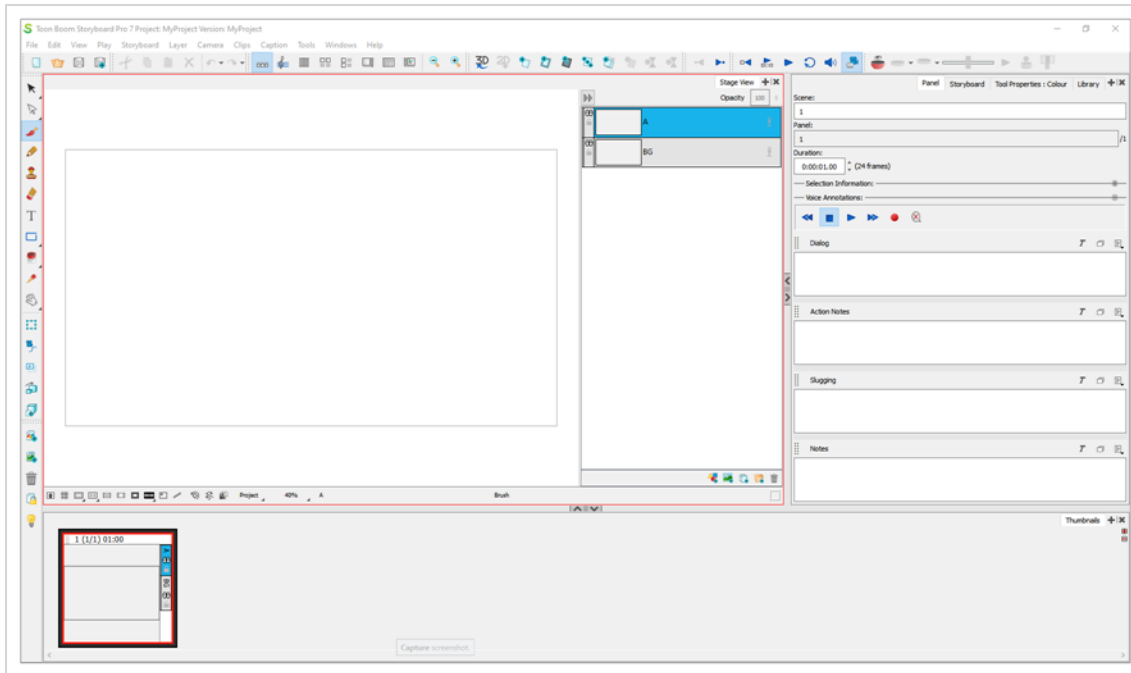 Toon Boom Storyboard Pro 7 Project: MyProject Version: MyProject
File Edit View Play Storyboard Layer Camera Clips Caption Tools Windows Help
3D 2D
Stage View
Opacity 100
A
BG
Panel Storyboard Tool Properties : Colour Library
Scene:
1
Panel:
1 /1
Duration:
0:00:01.00 (24 frames)
Selection Information:
Voice Annotations:
Dialog
Action Notes
Slugging
Notes
Project 40% A Brush
Thumbnails
1 (1/1) 01:00
Capture screenshot.